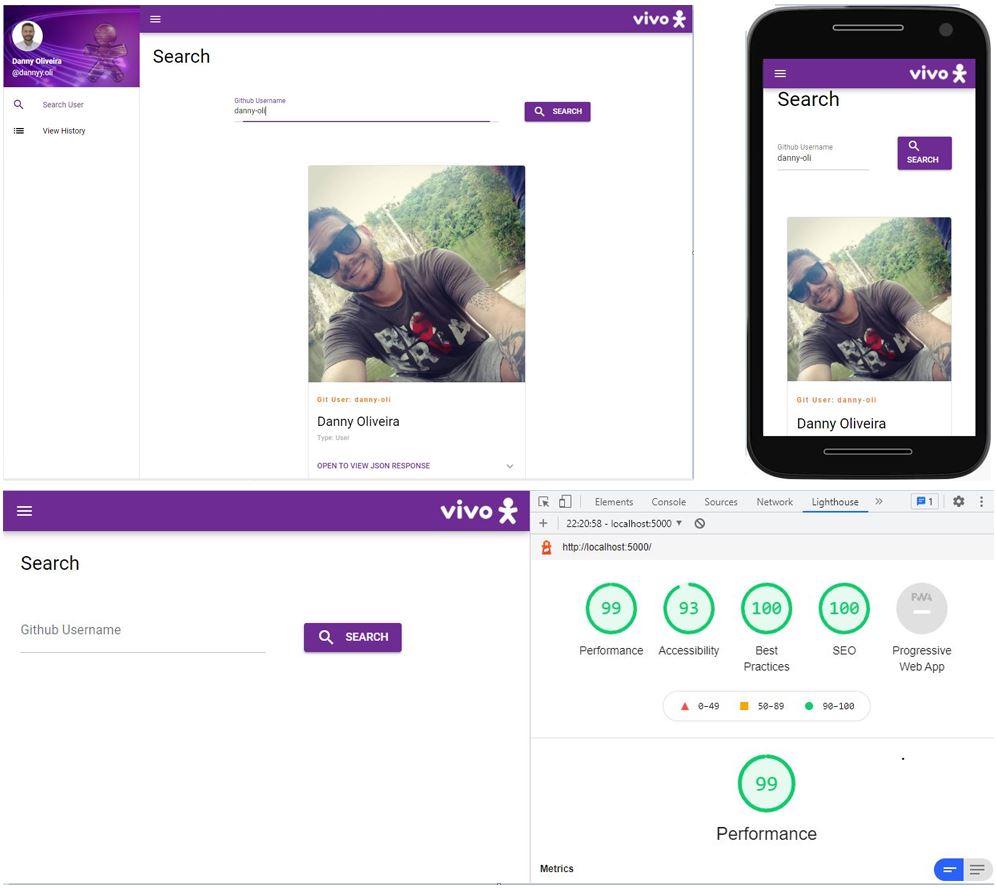 vivo
Danny Oliveira
@dannyy.oli
Search User
View History
Search
Github Username
danny-oli
SEARCH
Git User: danny-oli
Danny Oliveira
Type: User
OPEN TO VIEW JSON RESPONSE
vivo
Search
Github Username
danny-oli
SEARCH
Git User: danny-oli
Danny Oliveira
vivo
Search
Github Username
SEARCH
Elements Console Sources Network Lighthouse » 1
+ 22:20:58 - localhost:5000
http://localhost:5000/
99 93 100 100 PWA
Performance Accessibility Best Practices SEO Progressive Web App
0–49 50–89 90–100
99
Performance
Metrics